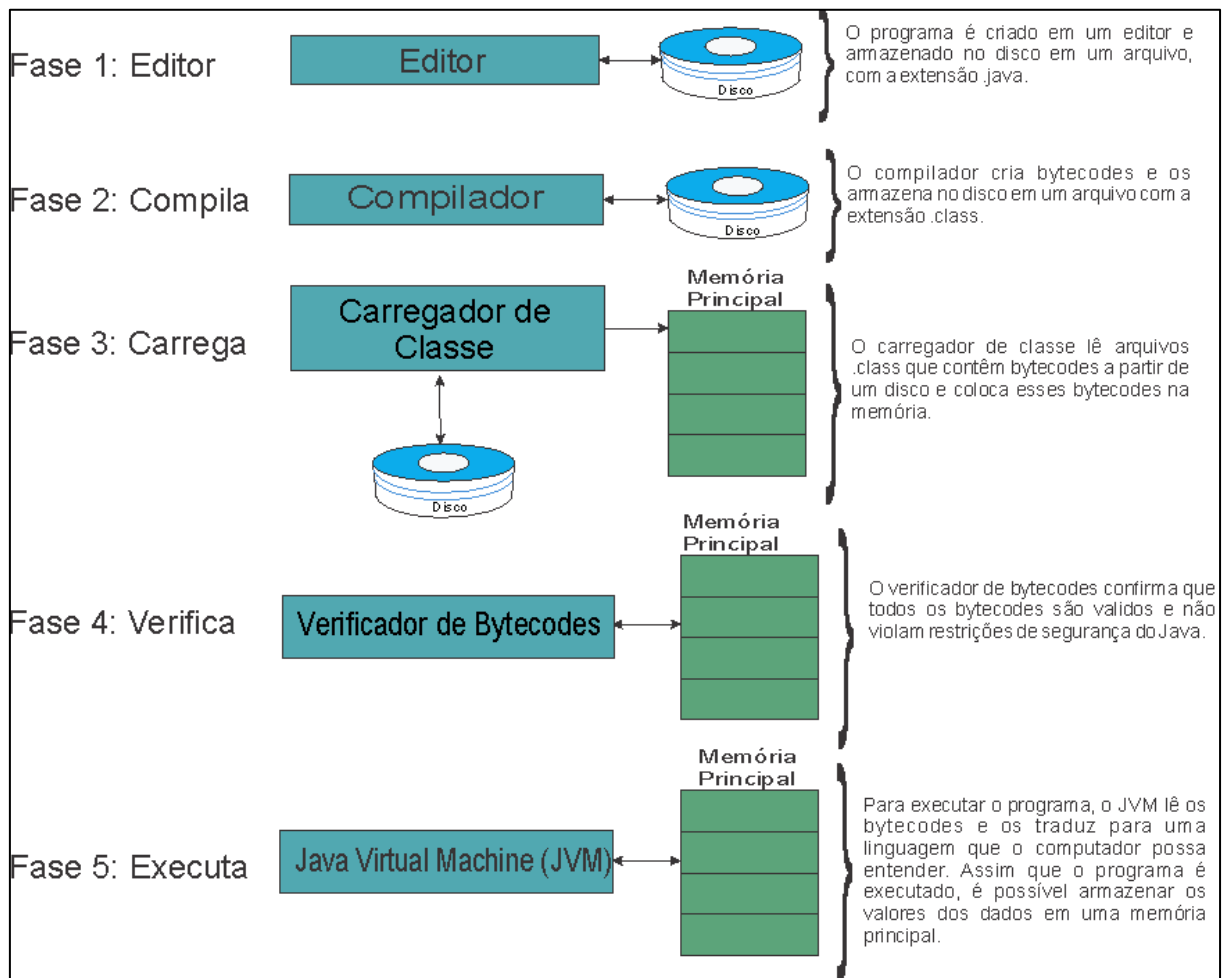 Fase 1: Editor
Editor
Disco
O programa é criado em um editor e
armazenado no disco em um arquivo,
com a extensão .java.
Fase 2: Compila
Compilador
Disco
O compilador cria bytecodes e os
armazena no disco em um arquivo com a
extensão .class.
Fase 3: Carrega
Carregador de
Classe
Disco
Memória
Principal
O carregador de classe lê arquivos
.class que contêm bytecodes a partir de
um disco e coloca esses bytecodes na
memória.
Fase 4: Verifica
Verificador de Bytecodes
Memória
Principal
O verificador de bytecodes confirma que
todos os bytecodes são validos e não
violam restrições de segurança do Java.
Fase 5: Executa
Java Virtual Machine (JVM)
Memória
Principal
Para executar o programa, o JVM lê os
bytecodes e os traduz para uma
linguagem que o computador possa
entender. Assim que o programa é
executado, é possível armazenar os
valores dos dados em uma memória
principal.